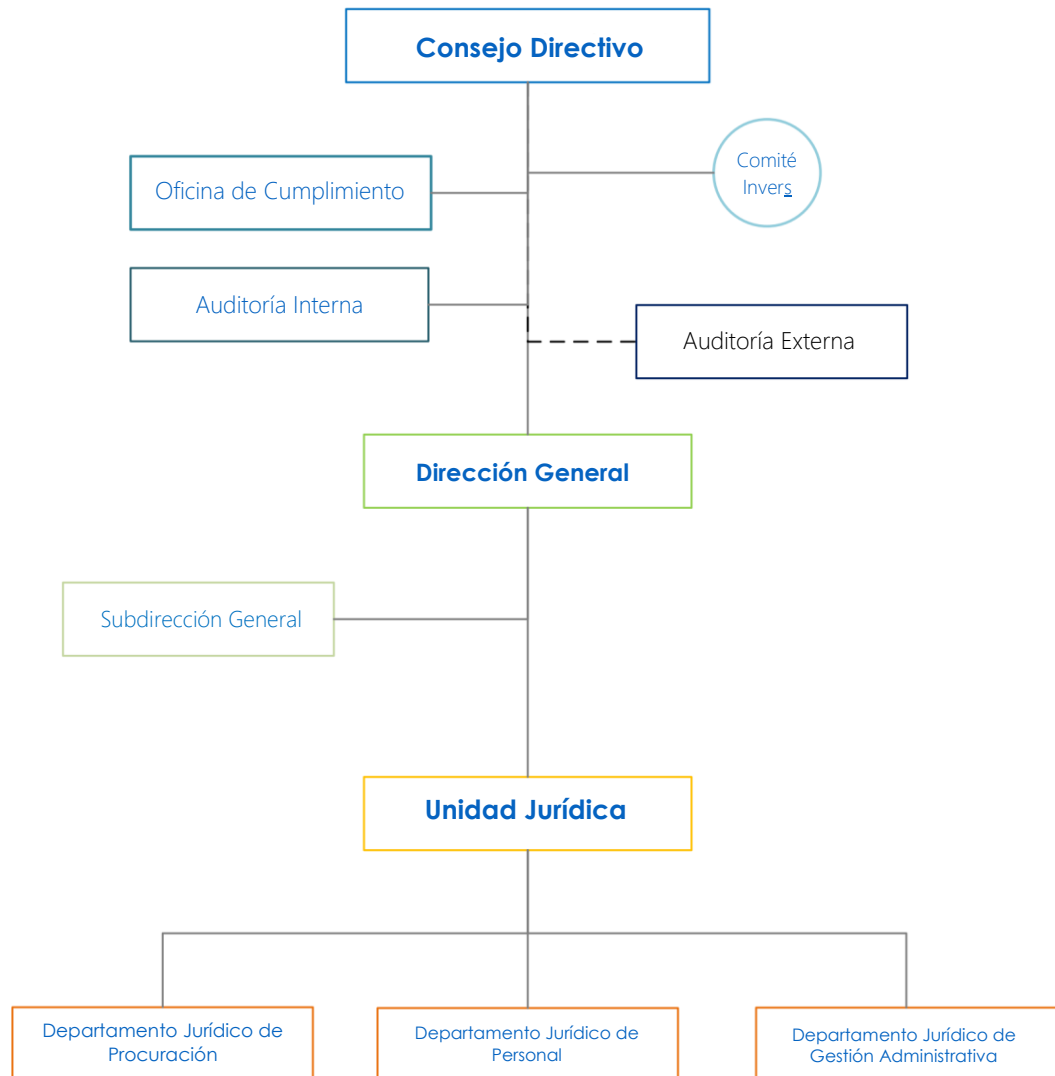 Consejo Directivo
Comité
Invers
Oficina de Cumplimiento
Auditoría Interna
Auditoría Externa
Dirección General
Subdirección General
Unidad Jurídica
Departamento Jurídico de
Procuración
Departamento Jurídico de
Personal
Departamento Jurídico de
Gestión Administrativa